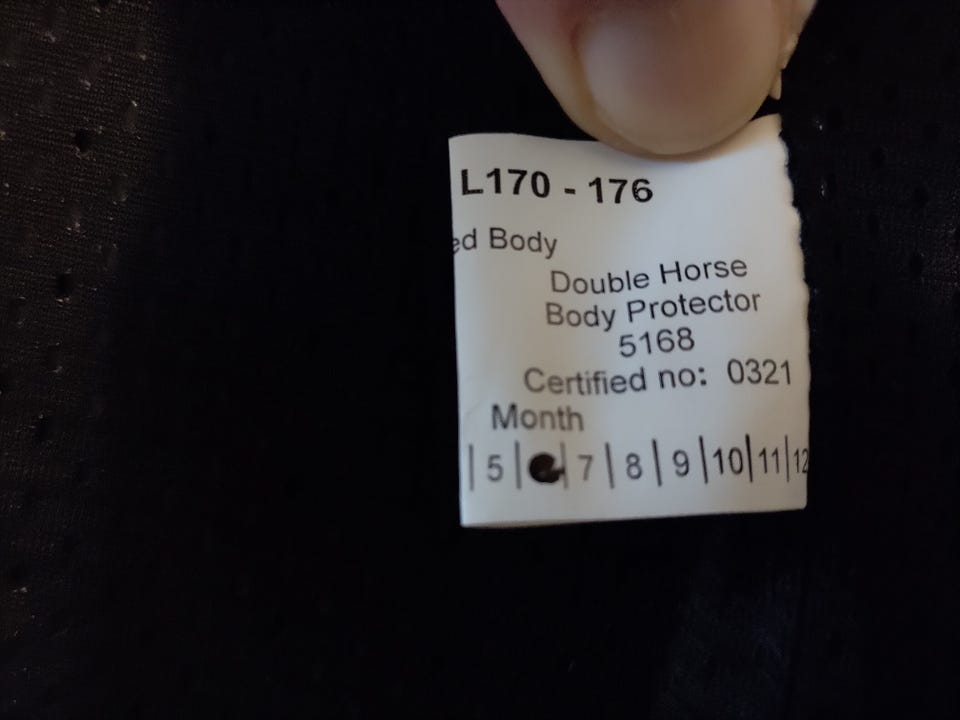 L170 - 176
ed Body
Double Horse
Body Protector
5168
Certified no: 0321
Month
| 5 | | 7 | 8 | 9 | 10 | 11 | 12